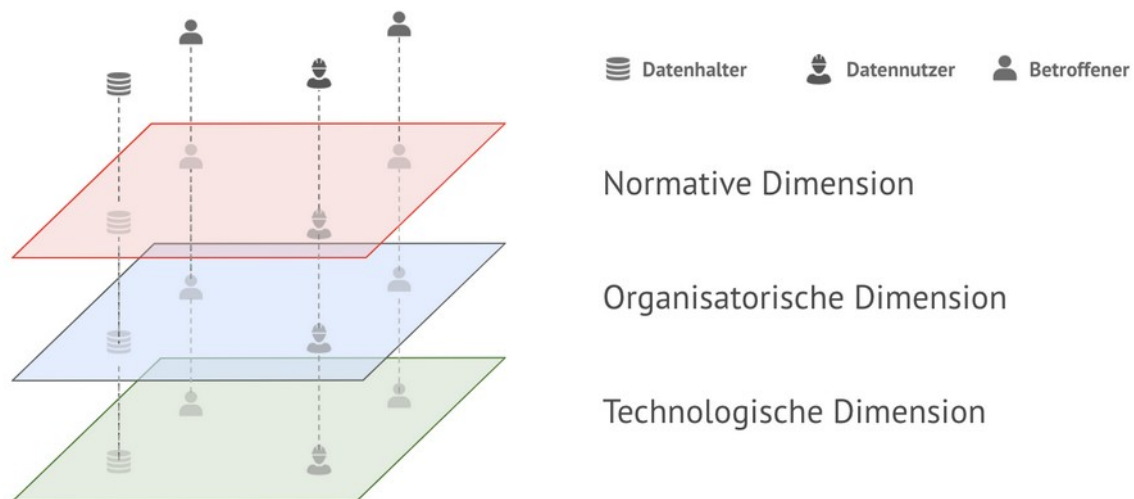 Datenhalter Datennutzer Betroffener
Normative Dimension
Organisatorische Dimension
Technologische Dimension